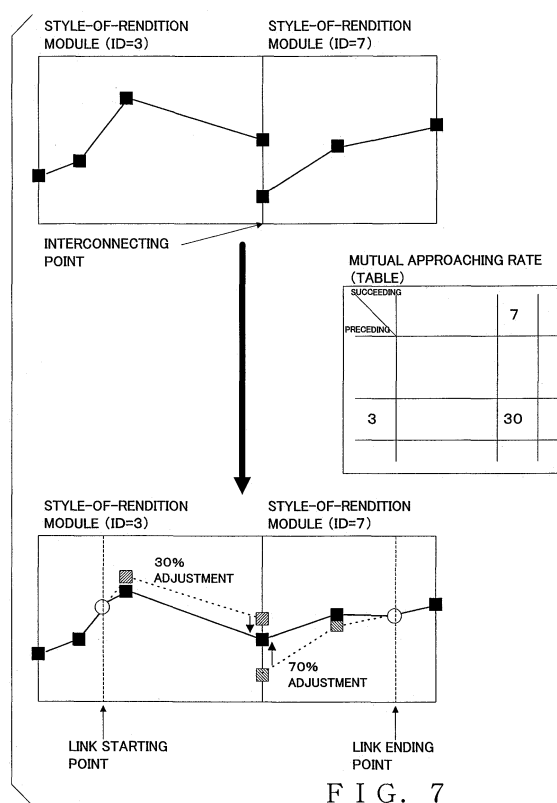 STYLE-OF-RENDITION
MODULE (ID=3)
STYLE-OF-RENDITION
MODULE (ID=7)
INTERCONNECTING
POINT
MUTUAL APPROACHING RATE
(TABLE)
SUCCEEDING
PRECEDING
7
3
30
STYLE-OF-RENDITION
MODULE (ID=3)
STYLE-OF-RENDITION
MODULE (ID=7)
30%
ADJUSTMENT
70%
ADJUSTMENT
LINK STARTING
POINT
LINK ENDING
POINT
FIG. 7